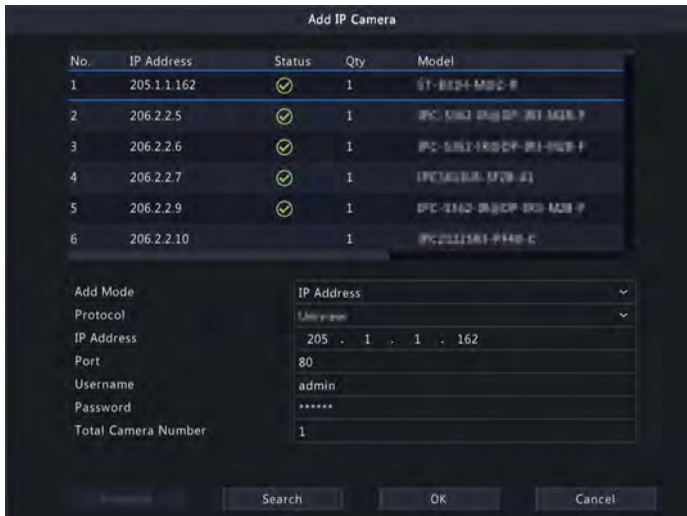 Add IP Camera
No. IP Address Status Qty Model
1 205.1.1.162 1
2 206.2.2.5 1
3 206.2.2.6 1
4 206.2.2.7 1
5 206.2.2.9 1
6 206.2.2.10 1
Add Mode IP Address
Protocol
IP Address 205 . 1 . 1 . 162
Port 80
Username admin
Password ******
Total Camera Number 1
Search OK Cancel